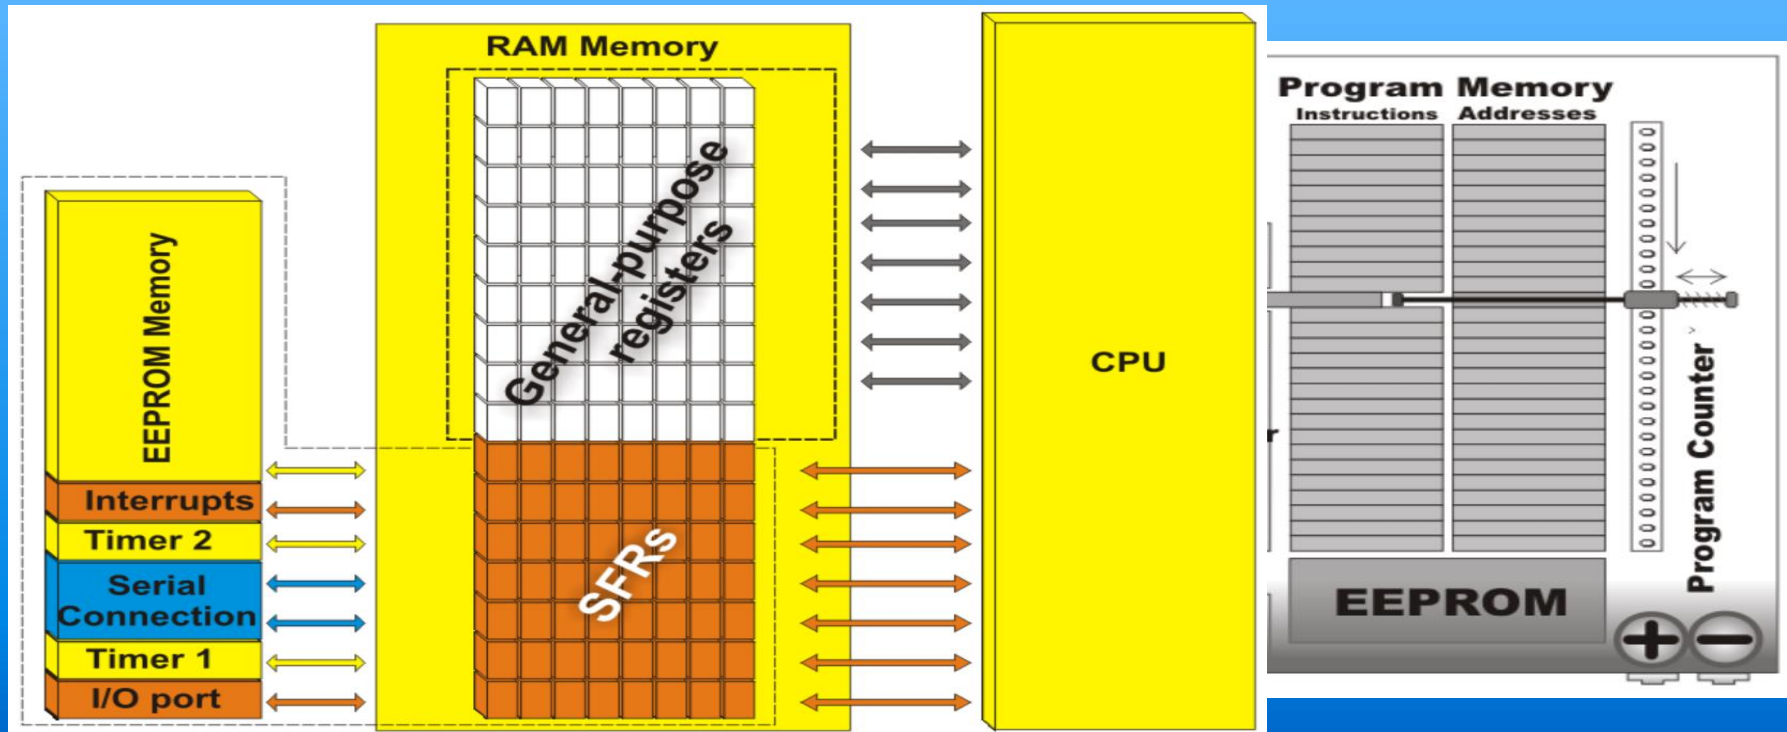 RAM Memory
General-purpose
registers
SFRs
EEPROM Memory
Interrupts
Timer 2
Serial
Connection
Timer 1
I/O port
CPU
Program Memory
Instructions Addresses
r
Program Counter
EEPROM